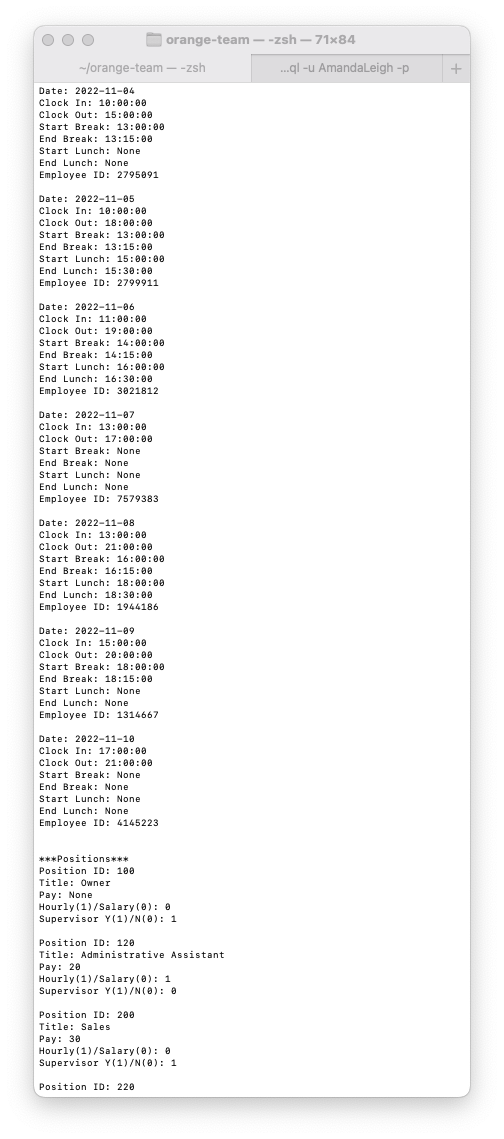 orange-team — -zsh — 71×84
~/orange-team — -zsh
...ql -u AmandaLeigh -p
+
Date: 2022-11-04
Clock In: 10:00:00
Clock Out: 15:00:00
Start Break: 13:00:00
End Break: 13:15:00
Start Lunch: None
End Lunch: None
Employee ID: 2795091
Date: 2022-11-05
Clock In: 10:00:00
Clock Out: 18:00:00
Start Break: 13:00:00
End Break: 13:15:00
Start Lunch: 15:00:00
End Lunch: 15:30:00
Employee ID: 2799911
Date: 2022-11-06
Clock In: 11:00:00
Clock Out: 19:00:00
Start Break: 14:00:00
End Break: 14:15:00
Start Lunch: 16:00:00
End Lunch: 16:30:00
Employee ID: 3021812
Date: 2022-11-07
Clock In: 13:00:00
Clock Out: 17:00:00
Start Break: None
End Break: None
Start Lunch: None
End Lunch: None
Employee ID: 7579383
Date: 2022-11-08
Clock In: 13:00:00
Clock Out: 21:00:00
Start Break: 16:00:00
End Break: 16:15:00
Start Lunch: 18:00:00
End Lunch: 18:30:00
Employee ID: 1944186
Date: 2022-11-09
Clock In: 15:00:00
Clock Out: 20:00:00
Start Break: 18:00:00
End Break: 18:15:00
Start Lunch: None
End Lunch: None
Employee ID: 1314667
Date: 2022-11-10
Clock In: 17:00:00
Clock Out: 21:00:00
Start Break: None
End Break: None
Start Lunch: None
End Lunch: None
Employee ID: 4145223
***Positions***
Position ID: 100
Title: Owner
Pay: None
Hourly(1)/Salary(0): 0
Supervisor Y(1)/N(0): 1
Position ID: 120
Title: Administrative Assistant
Pay: 20
Hourly(1)/Salary(0): 1
Supervisor Y(1)/N(0): 0
Position ID: 200
Title: Sales
Pay: 30
Hourly(1)/Salary(0): 0
Supervisor Y(1)/N(0): 1
Position ID: 220